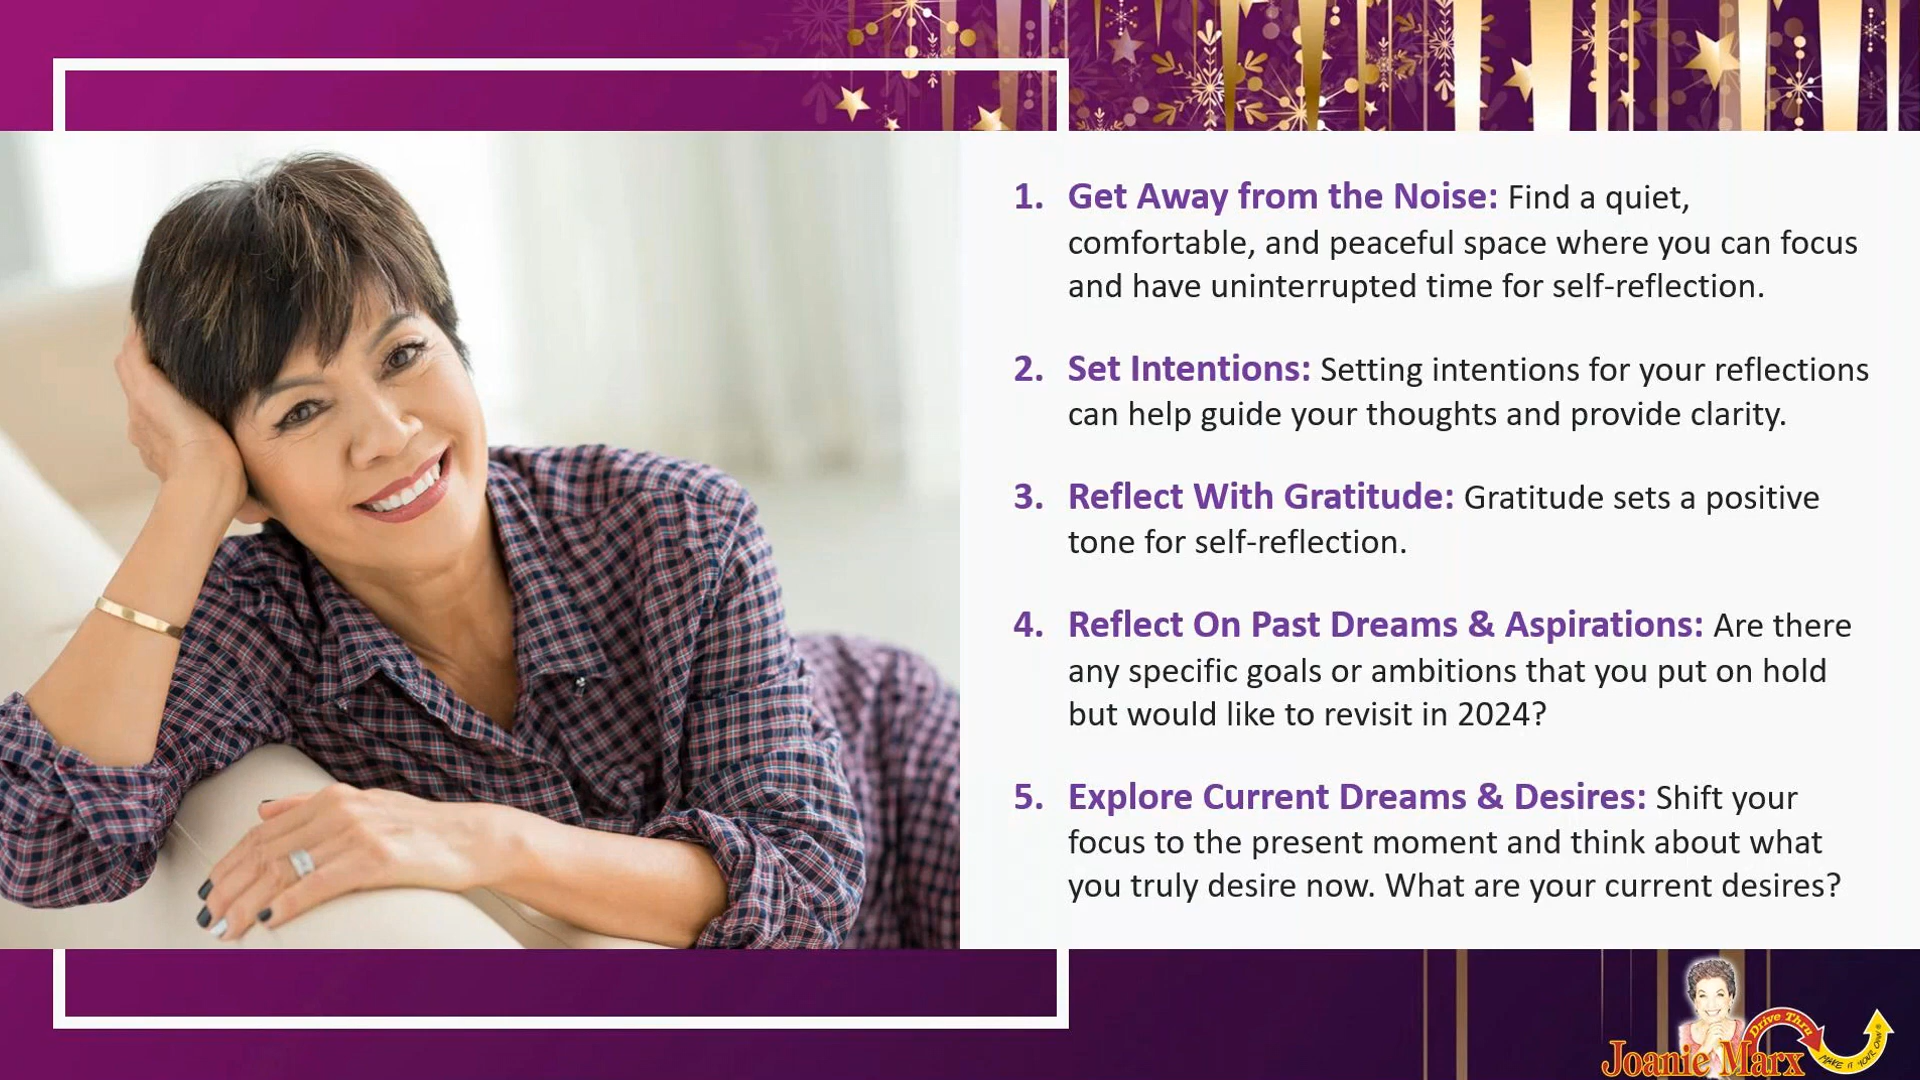 1. Get Away from the Noise: Find a quiet,
comfortable, and peaceful space where you can focus
and have uninterrupted time for self-reflection.
2. Set Intentions: Setting intentions for your reflections
can help guide your thoughts and provide clarity.
3. Reflect With Gratitude: Gratitude sets a positive
tone for self-reflection.
4. Reflect On Past Dreams & Aspirations: Are there
any specific goals or ambitions that you put on hold
but would like to revisit in 2024?
5. Explore Current Dreams & Desires: Shift your
focus to the present moment and think about what
you truly desire now. What are your current desires?
Drive Thru
MAKE IT YOUR OWN®
Joanie Marx